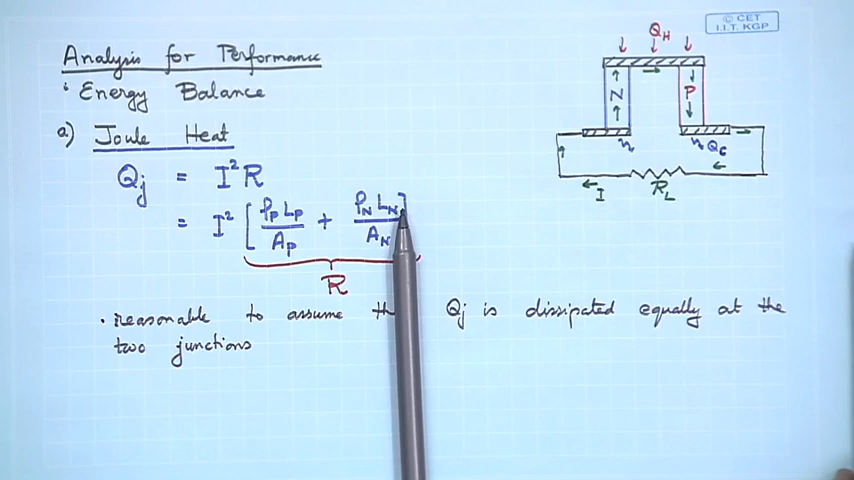 © CET
I.I.T. KGP
Analysis for Performance
• Energy Balance
a) Joule Heat
Qj = I²R
= I² [ ρP LP / AP + ρN LN / AN ]
R
• reasonable to assume th Qj is dissipated equally at the
two junctions
QH
N P
QC
I RL